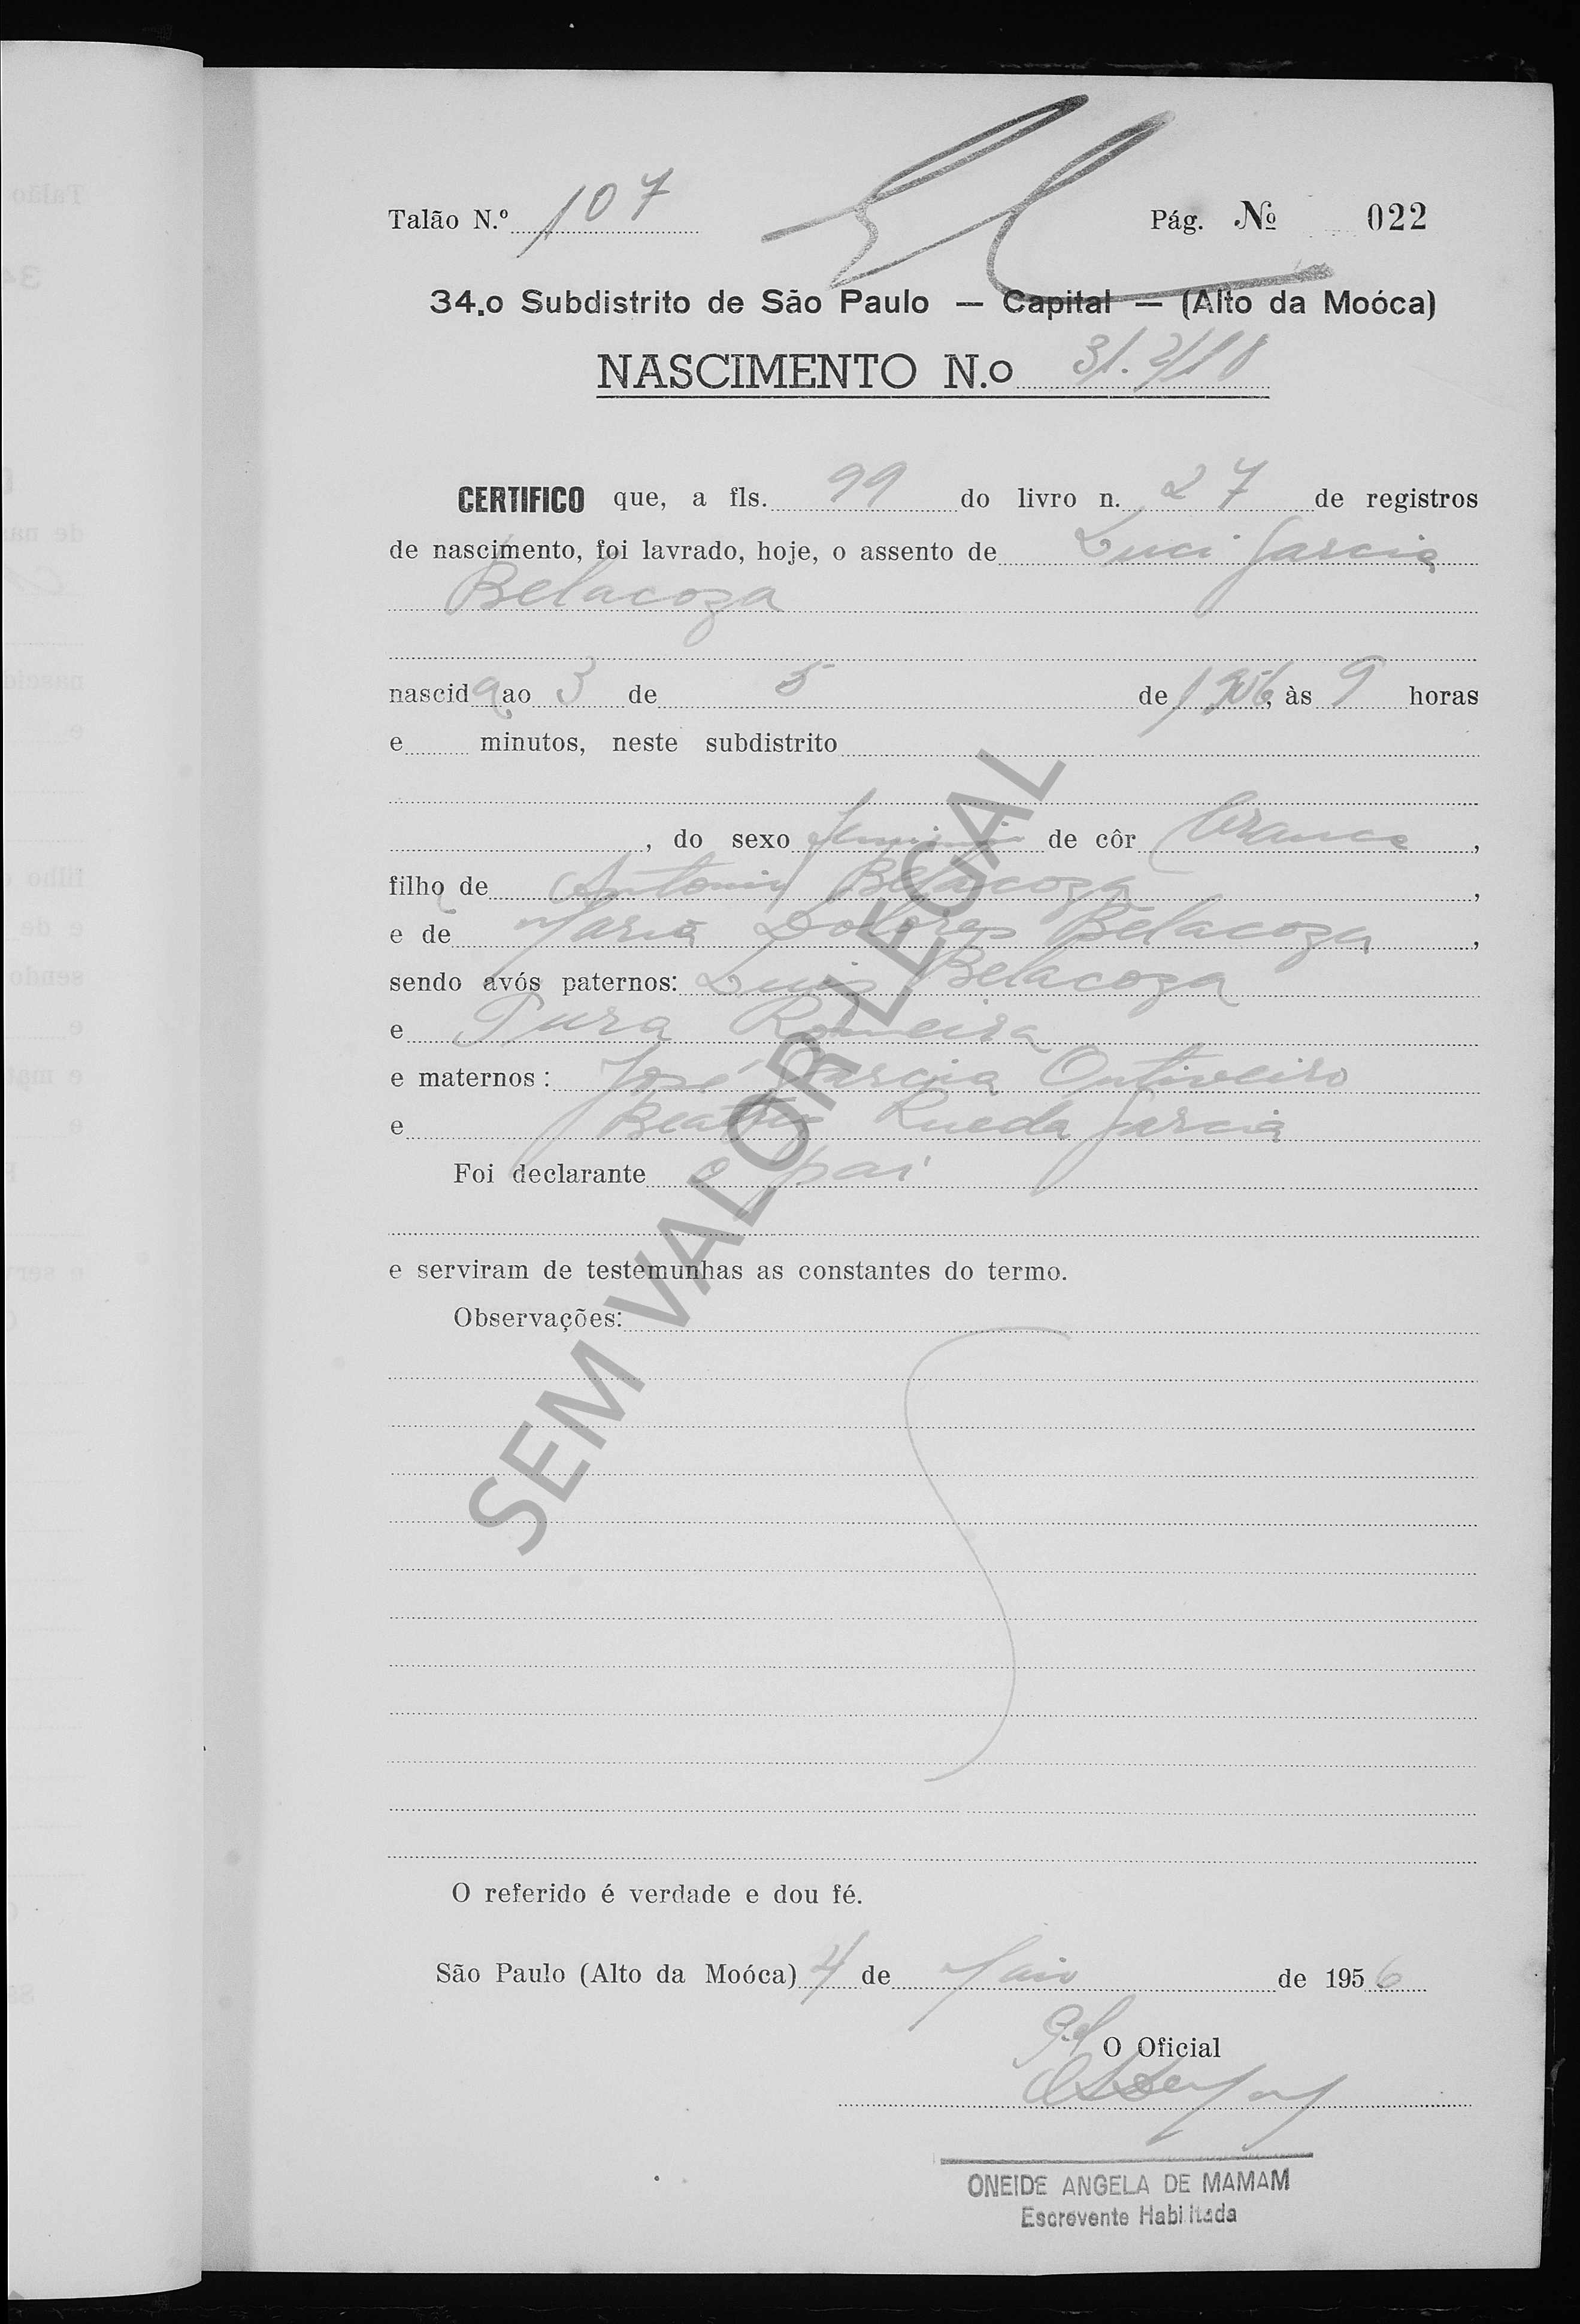 Talão N.º 107
Pág. Nº 022
34.o Subdistrito de São Paulo — Capital — (Alto da Moóca)
NASCIMENTO N.o 31.218
CERTIFICO que, a fls. 99 do livro n. 27 de registros
de nascimento, foi lavrado, hoje, o assento de Luci Garcia
Belacoza
nascida ao 3 de 5 de 1956, às 9 horas
e minutos, neste subdistrito
, do sexo feminino de côr branca,
filha de Antonio Belacoza,
e de Maria Dolores Belacoza,
sendo avós paternos: Luis Belacoza
e Pura Romeira
e maternos: José Garcia Ontiveiro
e Beatriz Rueda Garcia
Foi declarante o pai
e serviram de testemunhas as constantes do termo.
Observações:
SEM VALOR LEGAL
O referido é verdade e dou fé.
São Paulo (Alto da Moóca) 4 de Maio de 1956
O Oficial
ONEIDE ANGELA DE MAMAM
Escrevente Habilitada